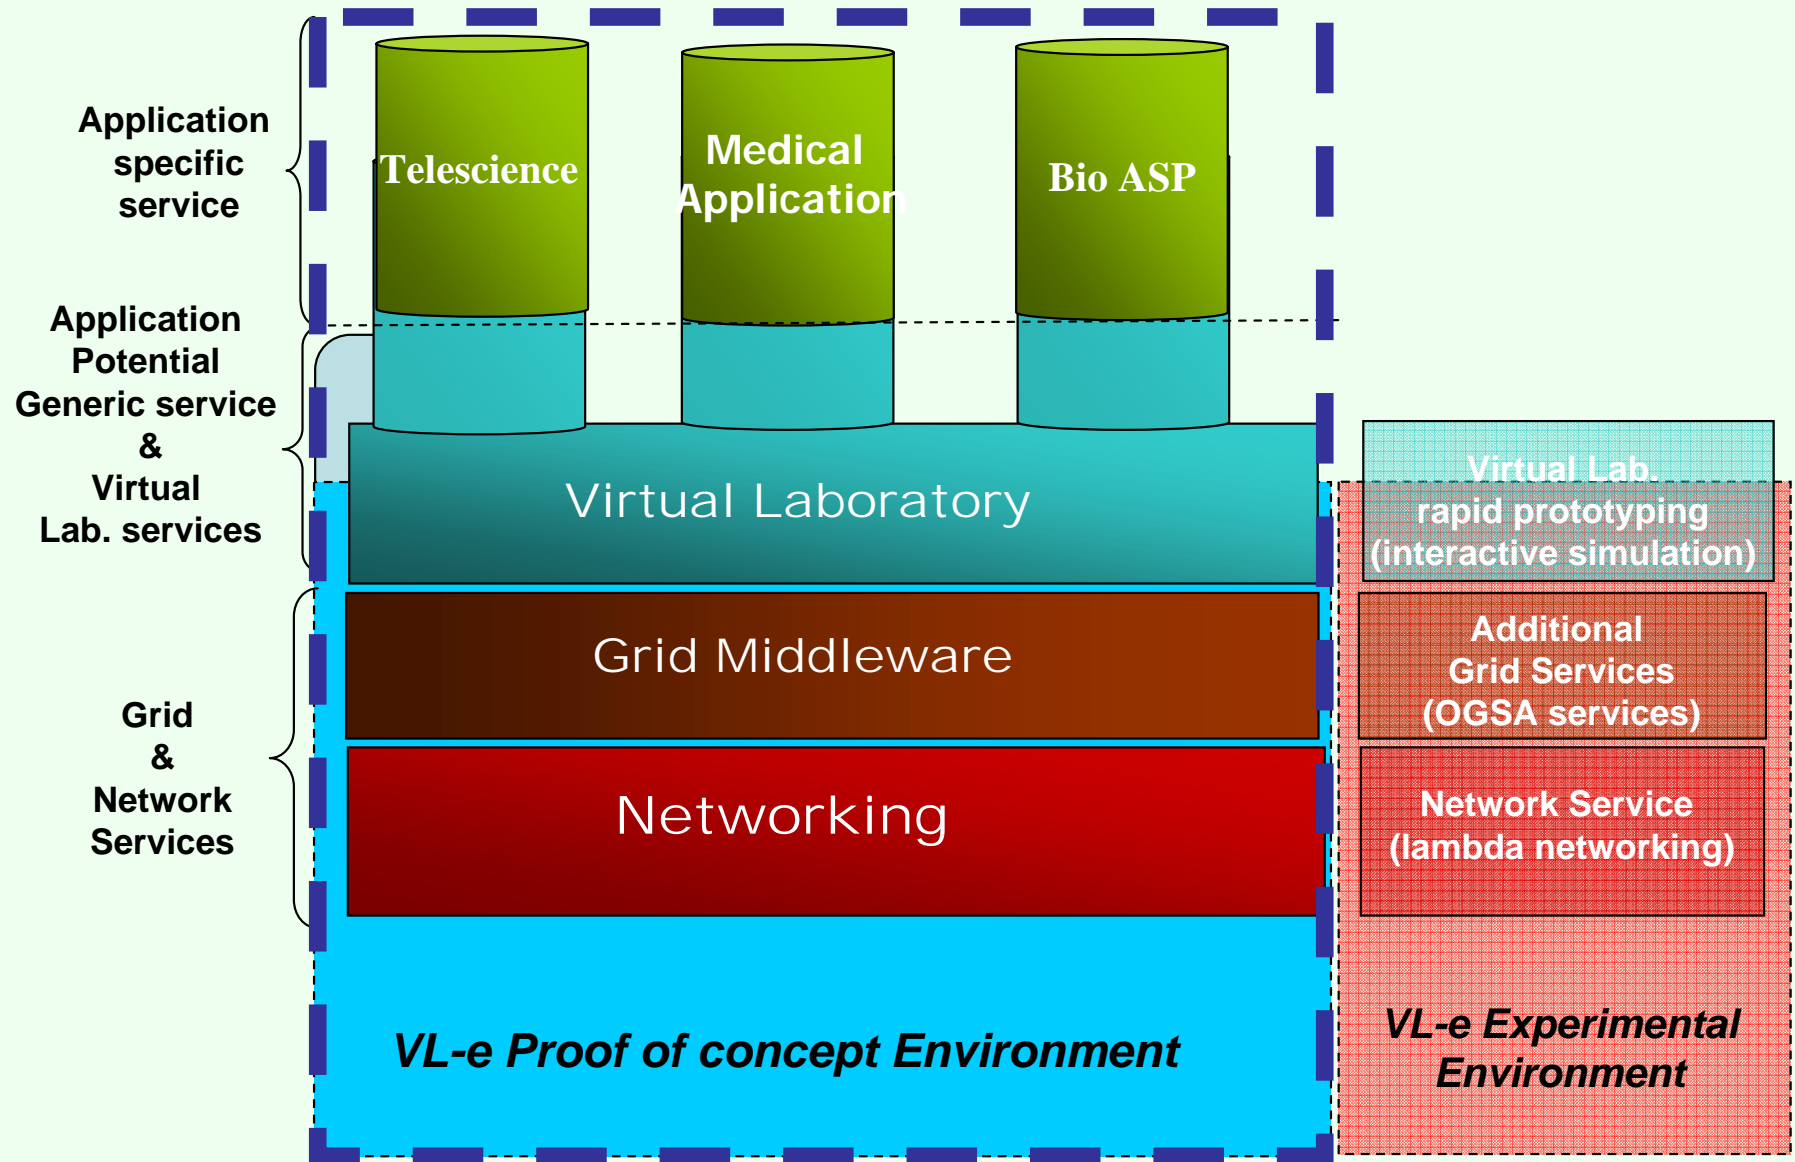 Application
specific
service
Telescience
Medical
Application
Bio ASP
Application
Potential
Generic service
&
Virtual
Lab. services
Virtual Laboratory
Virtual Lab.
rapid prototyping
(interactive simulation)
Grid
&
Network
Services
Grid Middleware
Additional
Grid Services
(OGSA services)
Networking
Network Service
(lambda networking)
VL-e Proof of concept Environment
VL-e Experimental
Environment